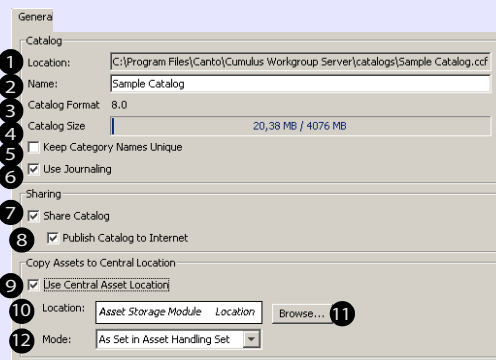 General
Catalog
1 Location: C:\Program Files\Canto\Cumulus Workgroup Server\catalogs\Sample Catalog.ccf
2 Name: Sample Catalog
3 Catalog Format 8.0
4 Catalog Size 20,38 MB / 4076 MB
5 Keep Category Names Unique
6 Use Journaling
Sharing
7 Share Catalog
8 Publish Catalog to Internet
Copy Assets to Central Location
9 Use Central Asset Location
10 Location: Asset Storage Module Location Browse... 11
12 Mode: As Set in Asset Handling Set